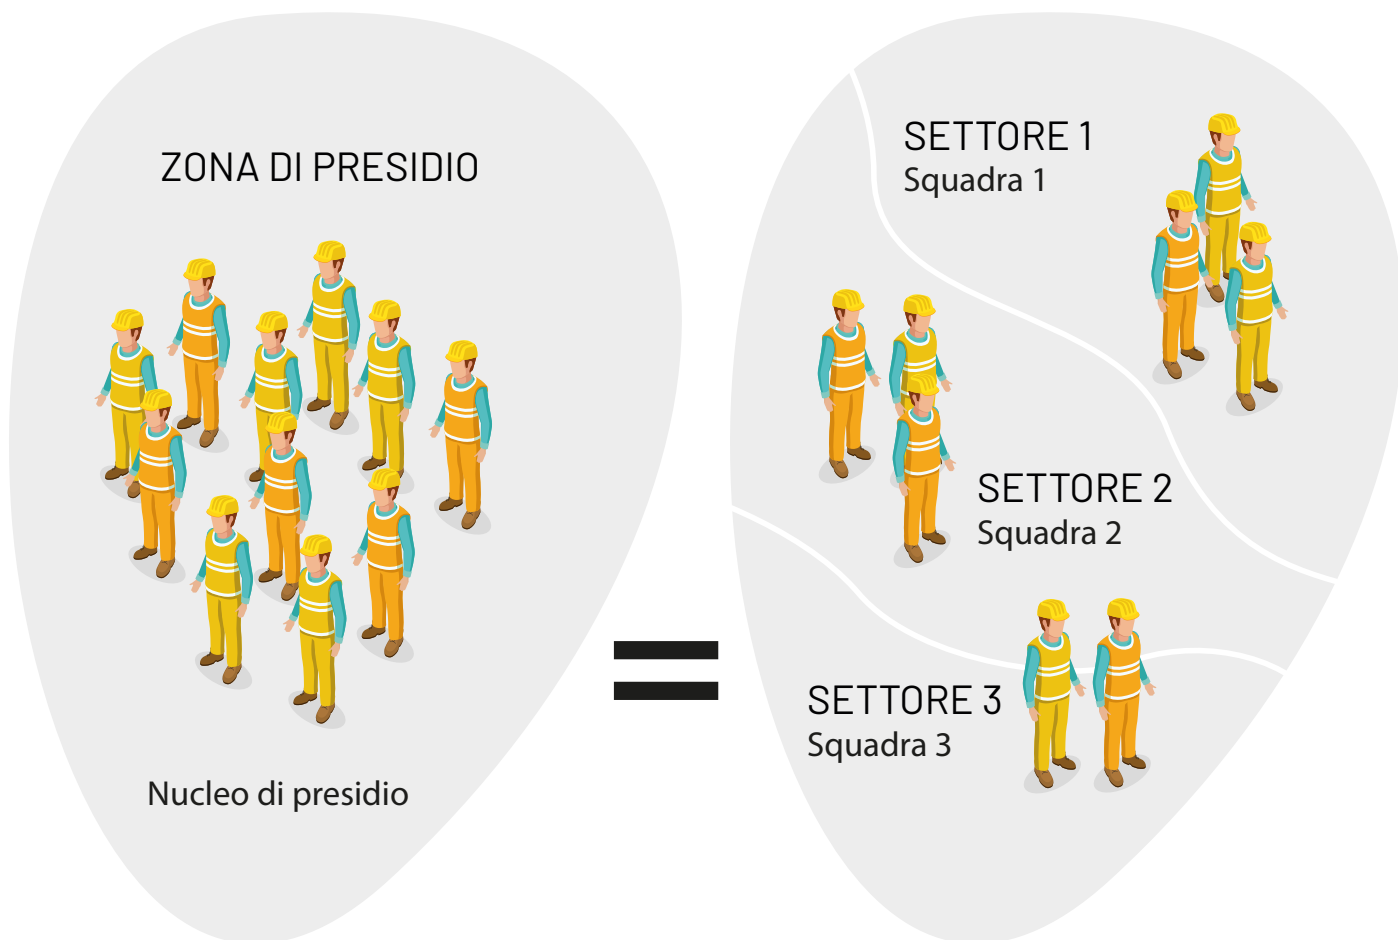 ZONA DI PRESIDIO
Nucleo di presidio
SETTORE 1
Squadra 1
SETTORE 2
Squadra 2
SETTORE 3
Squadra 3